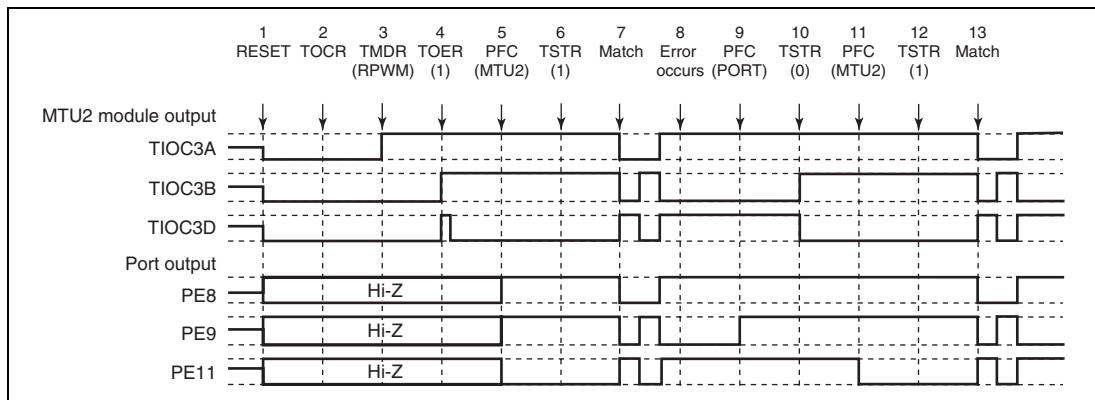 1 2 3 4 5 6 7 8 9 10 11 12 13
RESET TOCR TMDR TOER PFC TSTR Match Error PFC TSTR PFC TSTR Match
(RPWM) (1) (MTU2) (1) occurs (PORT) (0) (MTU2) (1)
MTU2 module output
TIOC3A
TIOC3B
TIOC3D
Port output
PE8 Hi-Z
PE9 Hi-Z
PE11 Hi-Z